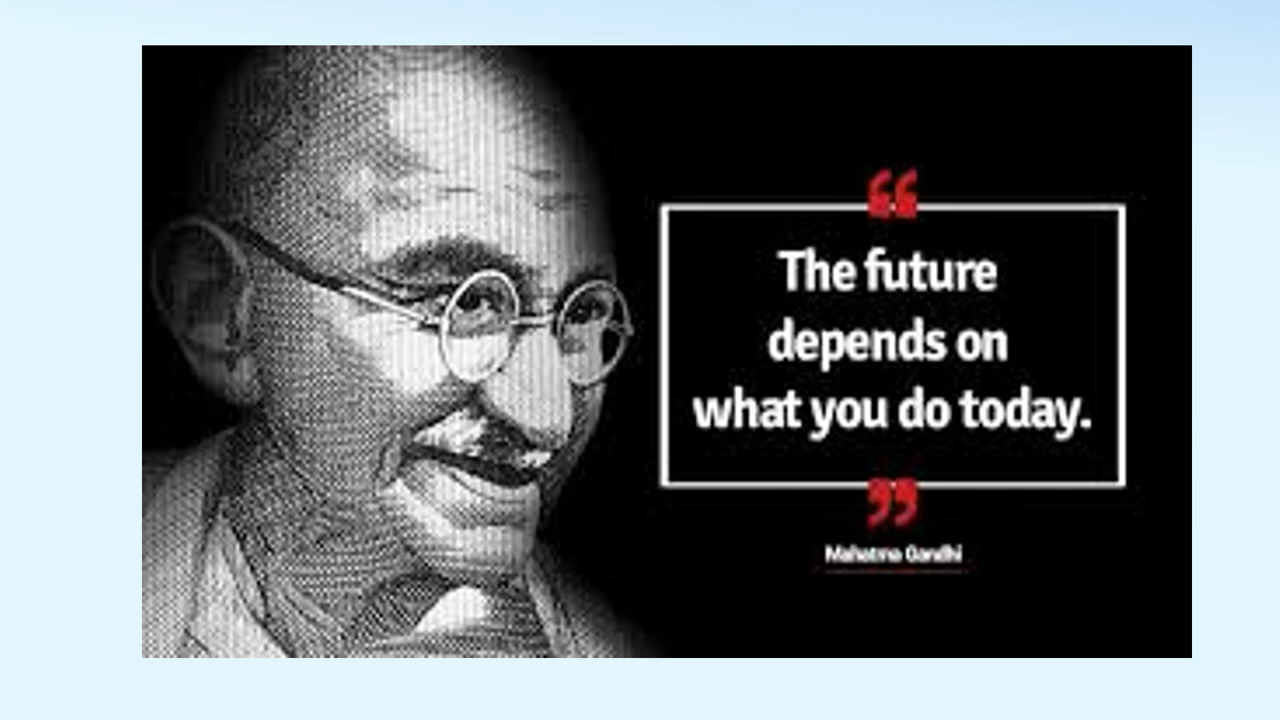 “
The future
depends on
what you do today.
”
Mahatma Gandhi